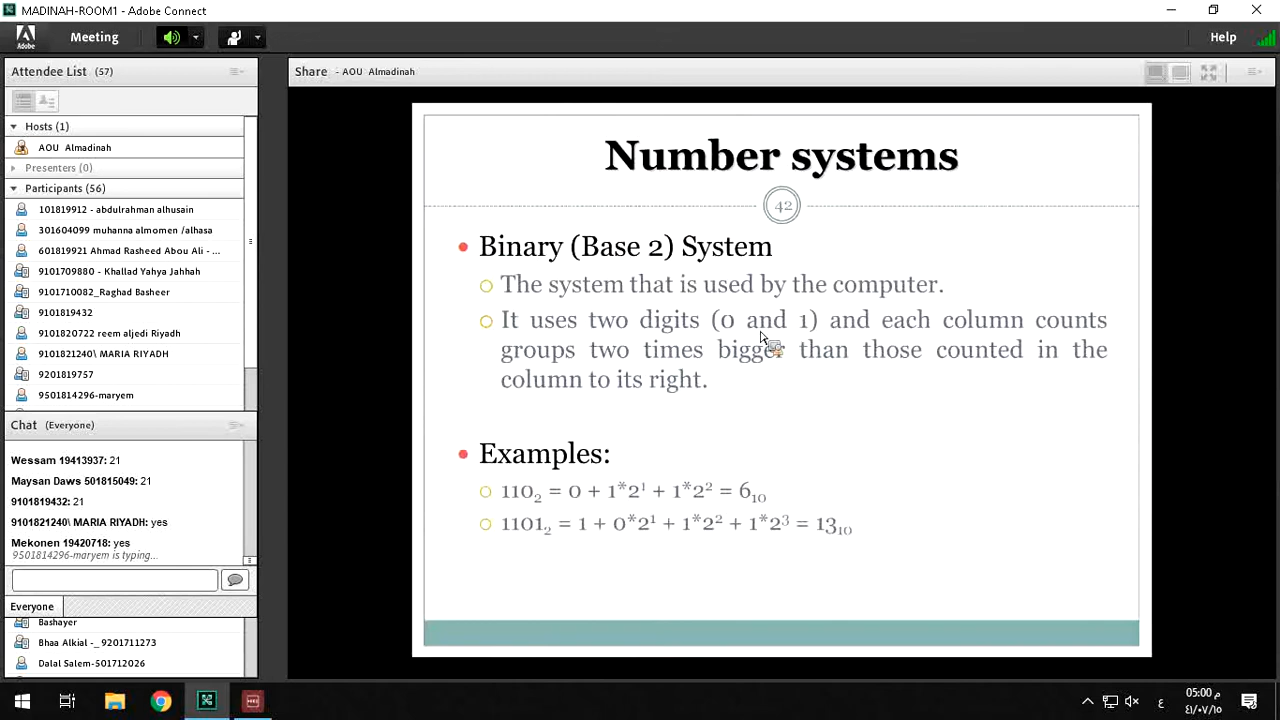 MADINAH-ROOM1 - Adobe Connect
Adobe
Meeting
Help
Attendee List (57)
Hosts (1)
AOU Almadinah
Presenters (0)
Participants (56)
101819912 - abdulrahman alhusain
301604099 muhanna almomen /alhasa
601819921 Ahmad Rasheed Abou Ali - ...
9101709880 - Khallad Yahya Jahhah
9101710082_Raghad Basheer
9101819432
9101820722 reem aljedi Riyadh
9101821240\ MARIA RIYADH
9201819757
9501814296-maryem
Chat (Everyone)
Wessam 19413937: 21
Maysan Daws 501815049: 21
9101819432: 21
9101821240\ MARIA RIYADH: yes
Mekonen 19420718: yes
9501814296-maryem is typing...
Everyone
Bashayer
Bhaa Alkial -_ 9201711273
Dalal Salem-501712026
Share - AOU Almadinah
Number systems
42
Binary (Base 2) System
The system that is used by the computer.
It uses two digits (0 and 1) and each column counts
groups two times bigger than those counted in the
column to its right.
Examples:
110₂ = 0 + 1*2¹ + 1*2² = 6₁₀
1101₂ = 1 + 0*2¹ + 1*2² + 1*2³ = 13₁₀
ع
05:00 م
٤١/٠٧/١٥